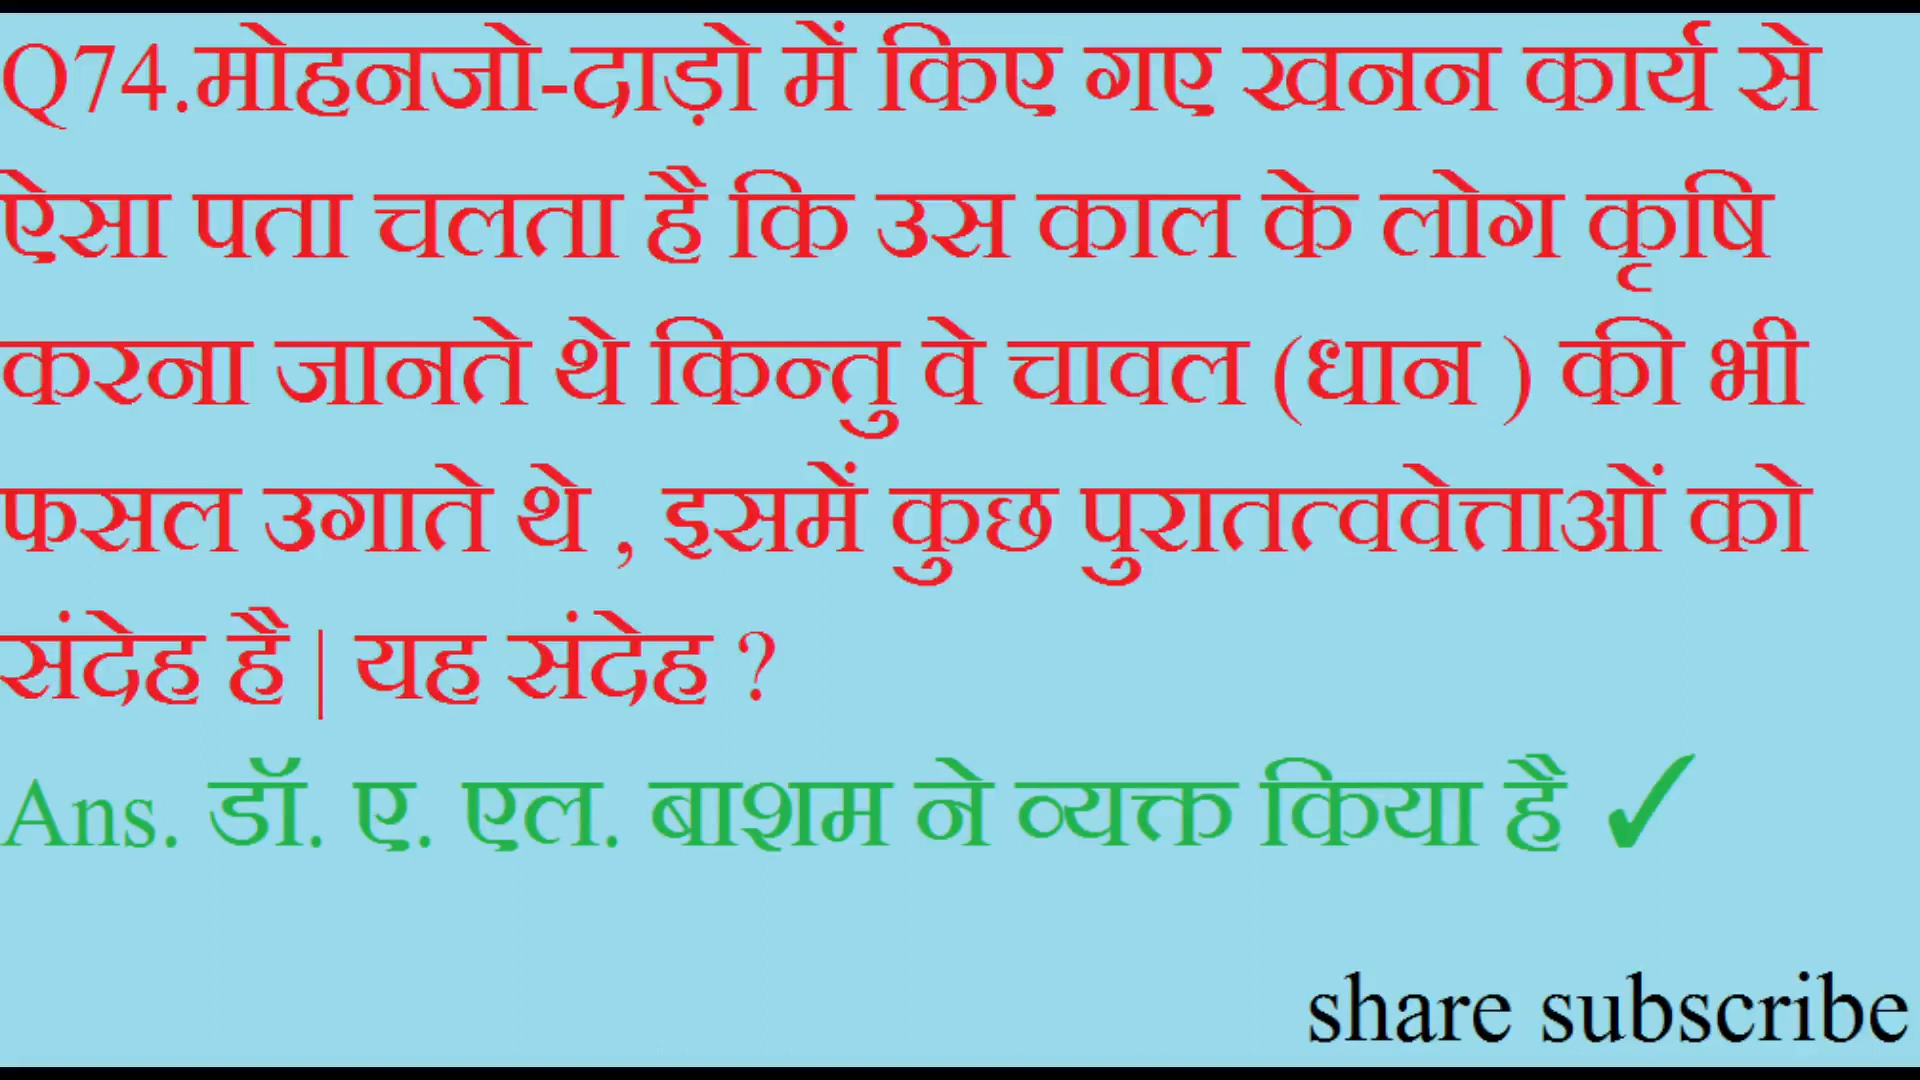 Q74.मोहनजो-दाड़ो में किए गए खनन कार्य से
ऐसा पता चलता है कि उस काल के लोग कृषि
करना जानते थे किन्तु वे चावल (धान ) की भी
फसल उगाते थे , इसमें कुछ पुरातत्ववेत्ताओं को
संदेह है | यह संदेह ?
Ans. डॉ. ए. एल. बाशम ने व्यक्त किया है ✓
share subscribe